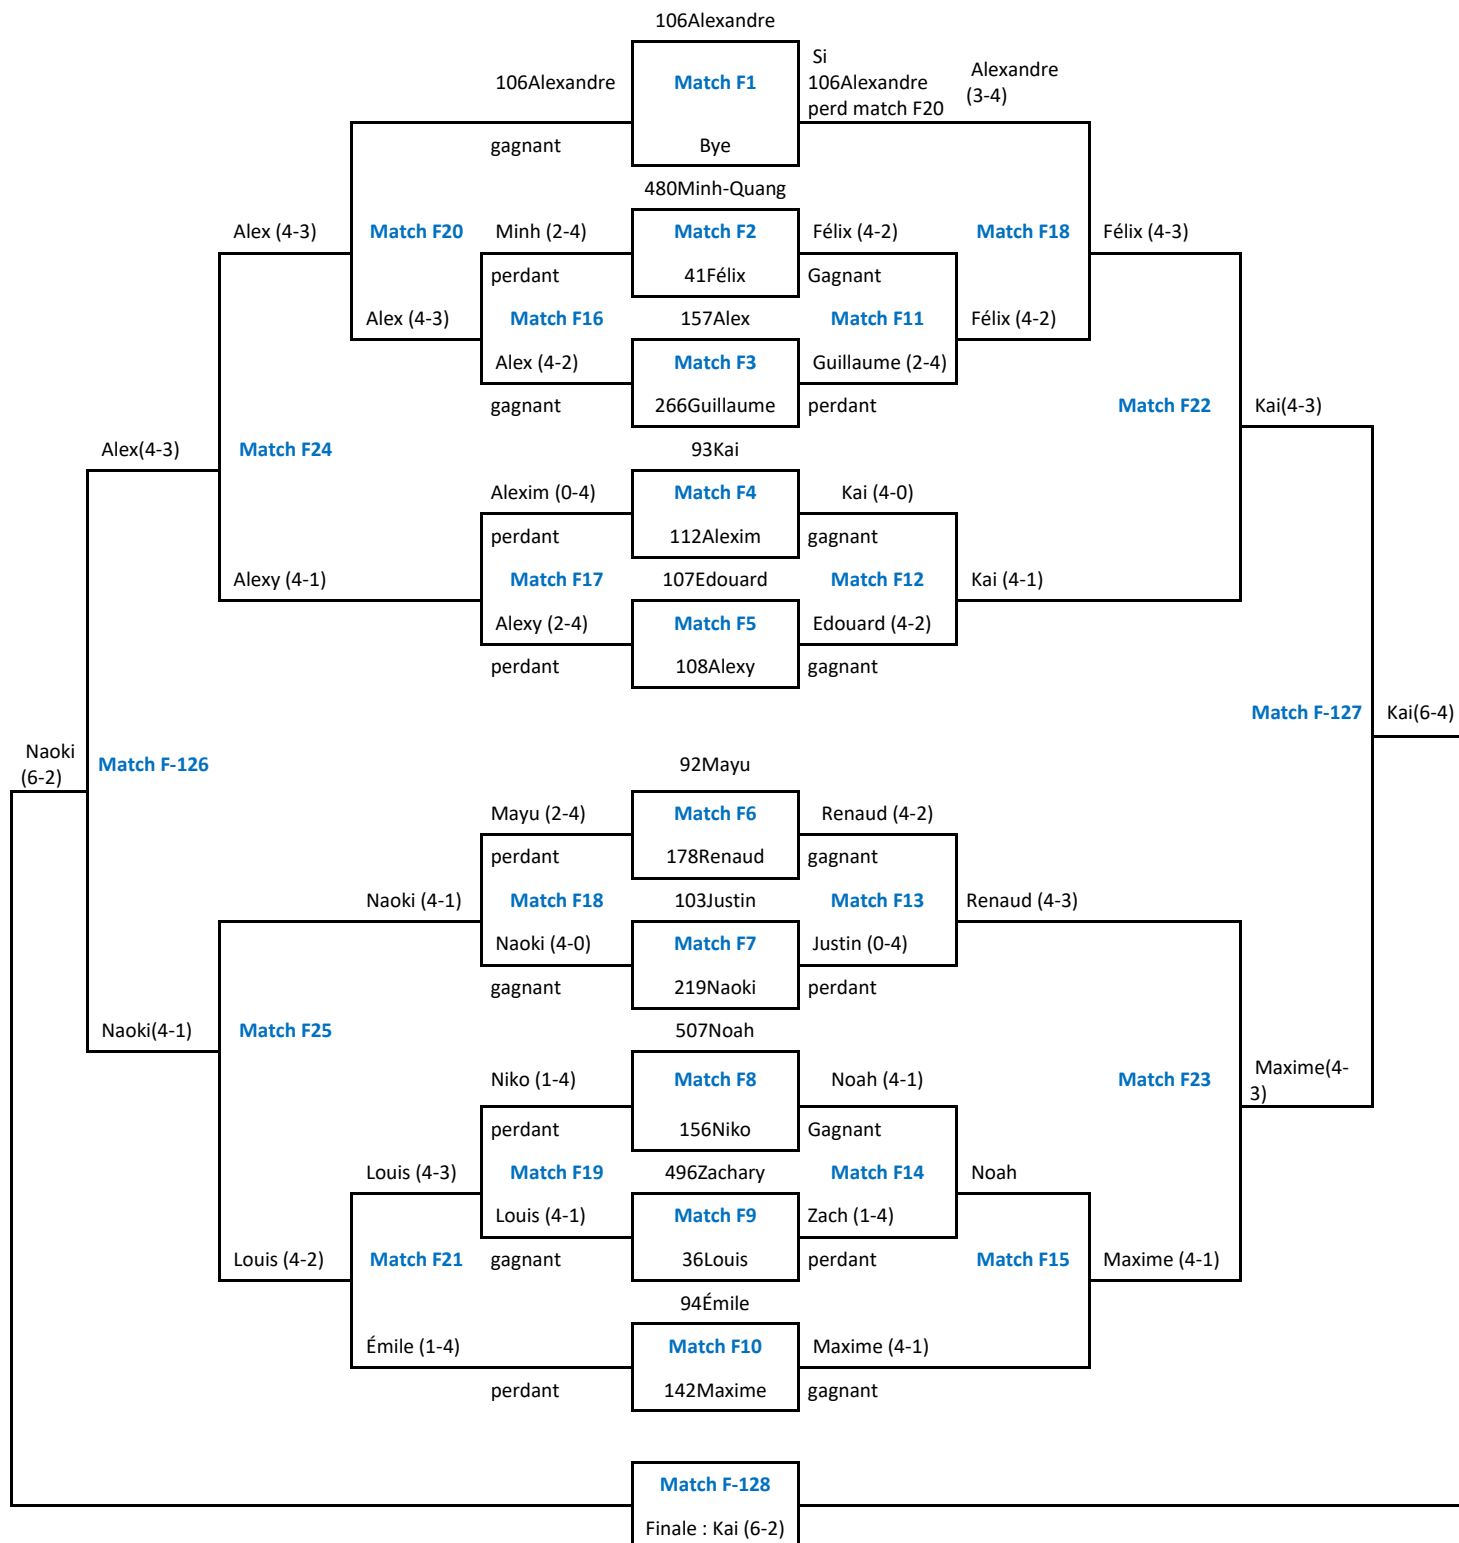 106Alexandre
Si
106Alexandre
perd match F20
Alexandre
(3-4)
106Alexandre
Match F1
gagnant
Bye
480Minh-Quang
Alex (4-3)
Match F20
Minh (2-4)
Match F2
Félix (4-2)
Match F18
Félix (4-3)
perdant
41Félix
Gagnant
Alex (4-3)
Match F16
157Alex
Match F11
Félix (4-2)
Alex (4-2)
Match F3
Guillaume (2-4)
gagnant
266Guillaume
perdant
Match F22
Kai(4-3)
Alex(4-3)
Match F24
93Kai
Alexim (0-4)
Match F4
Kai (4-0)
perdant
112Alexim
gagnant
Alexy (4-1)
Match F17
107Edouard
Match F12
Kai (4-1)
Alexy (2-4)
Match F5
Edouard (4-2)
perdant
108Alexy
gagnant
Match F-127
Kai(6-4)
Naoki
(6-2)
Match F-126
92Mayu
Mayu (2-4)
Match F6
Renaud (4-2)
perdant
178Renaud
gagnant
Naoki (4-1)
Match F18
103Justin
Match F13
Renaud (4-3)
Naoki (4-0)
Match F7
Justin (0-4)
gagnant
219Naoki
perdant
Naoki(4-1)
Match F25
507Noah
Niko (1-4)
Match F8
Noah (4-1)
Match F23
Maxime(4-
3)
perdant
156Niko
Gagnant
Louis (4-3)
Match F19
496Zachary
Match F14
Noah
Louis (4-1)
Match F9
Zach (1-4)
Louis (4-2)
Match F21
gagnant
36Louis
perdant
Match F15
Maxime (4-1)
94Émile
Émile (1-4)
Match F10
Maxime (4-1)
perdant
142Maxime
gagnant
Match F-128
Finale : Kai (6-2)